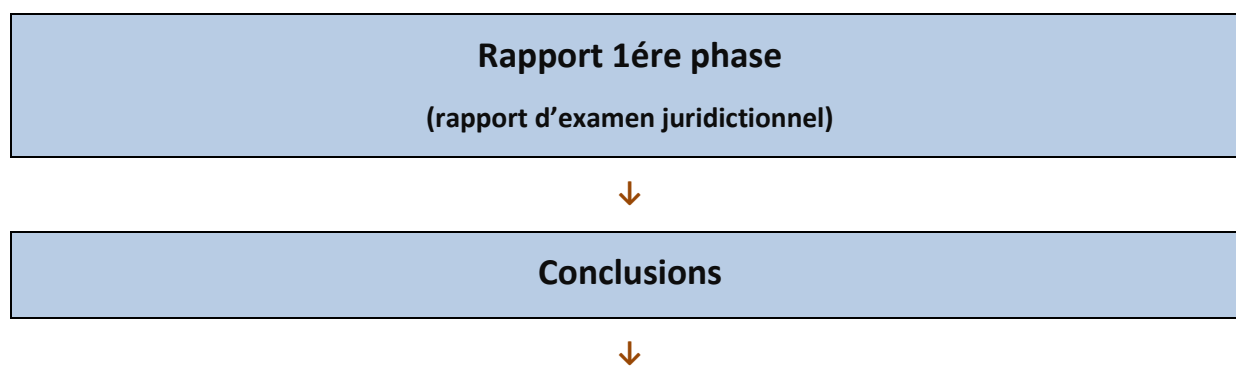 Rapport 1ére phase
(rapport d’examen juridictionnel)
↓
Conclusions
↓